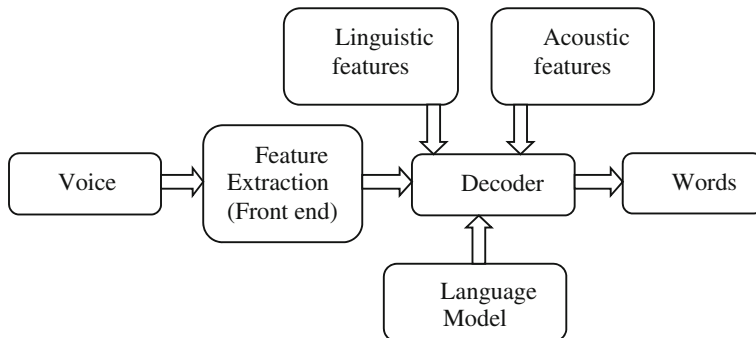 Linguistic
features
Acoustic
features
Voice
Feature
Extraction
(Front end)
Decoder
Words
Language
Model